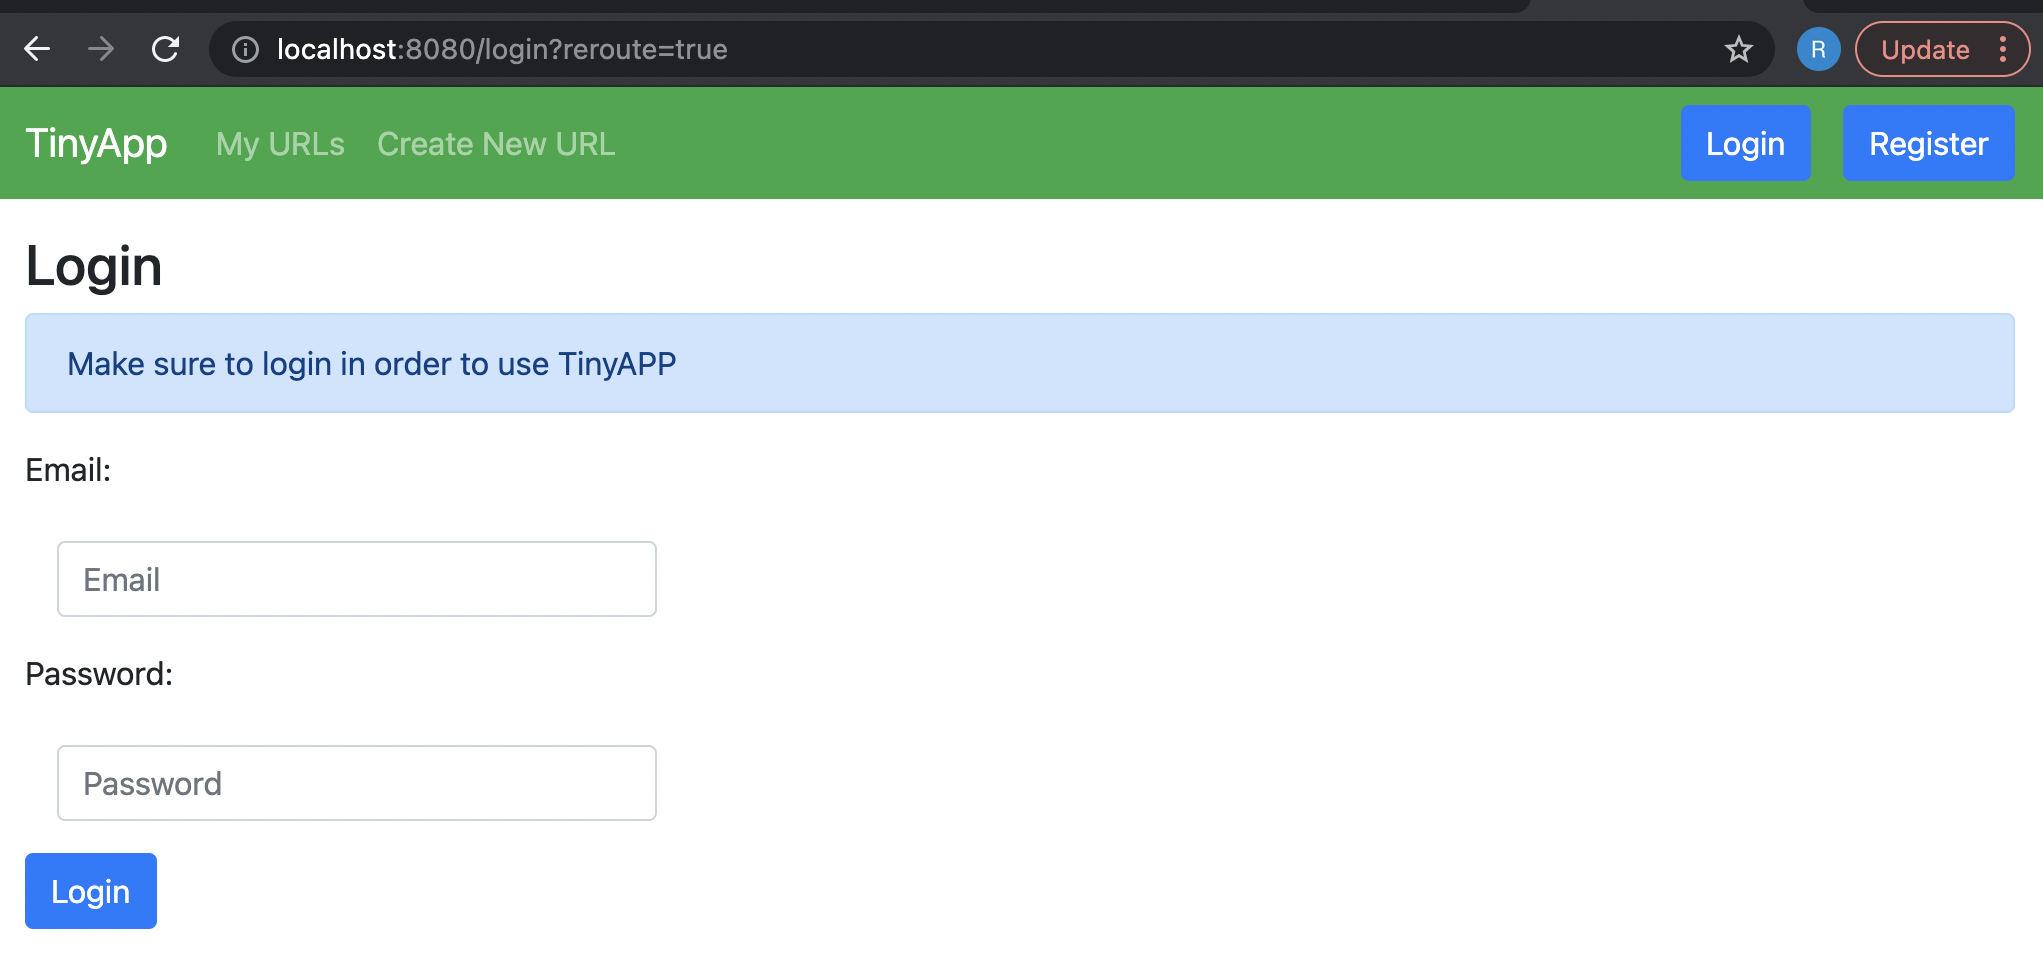 localhost:8080/login?reroute=true
R
Update
TinyApp My URLs Create New URL Login Register
Login
Make sure to login in order to use TinyAPP
Email:
Email
Password:
Password
Login